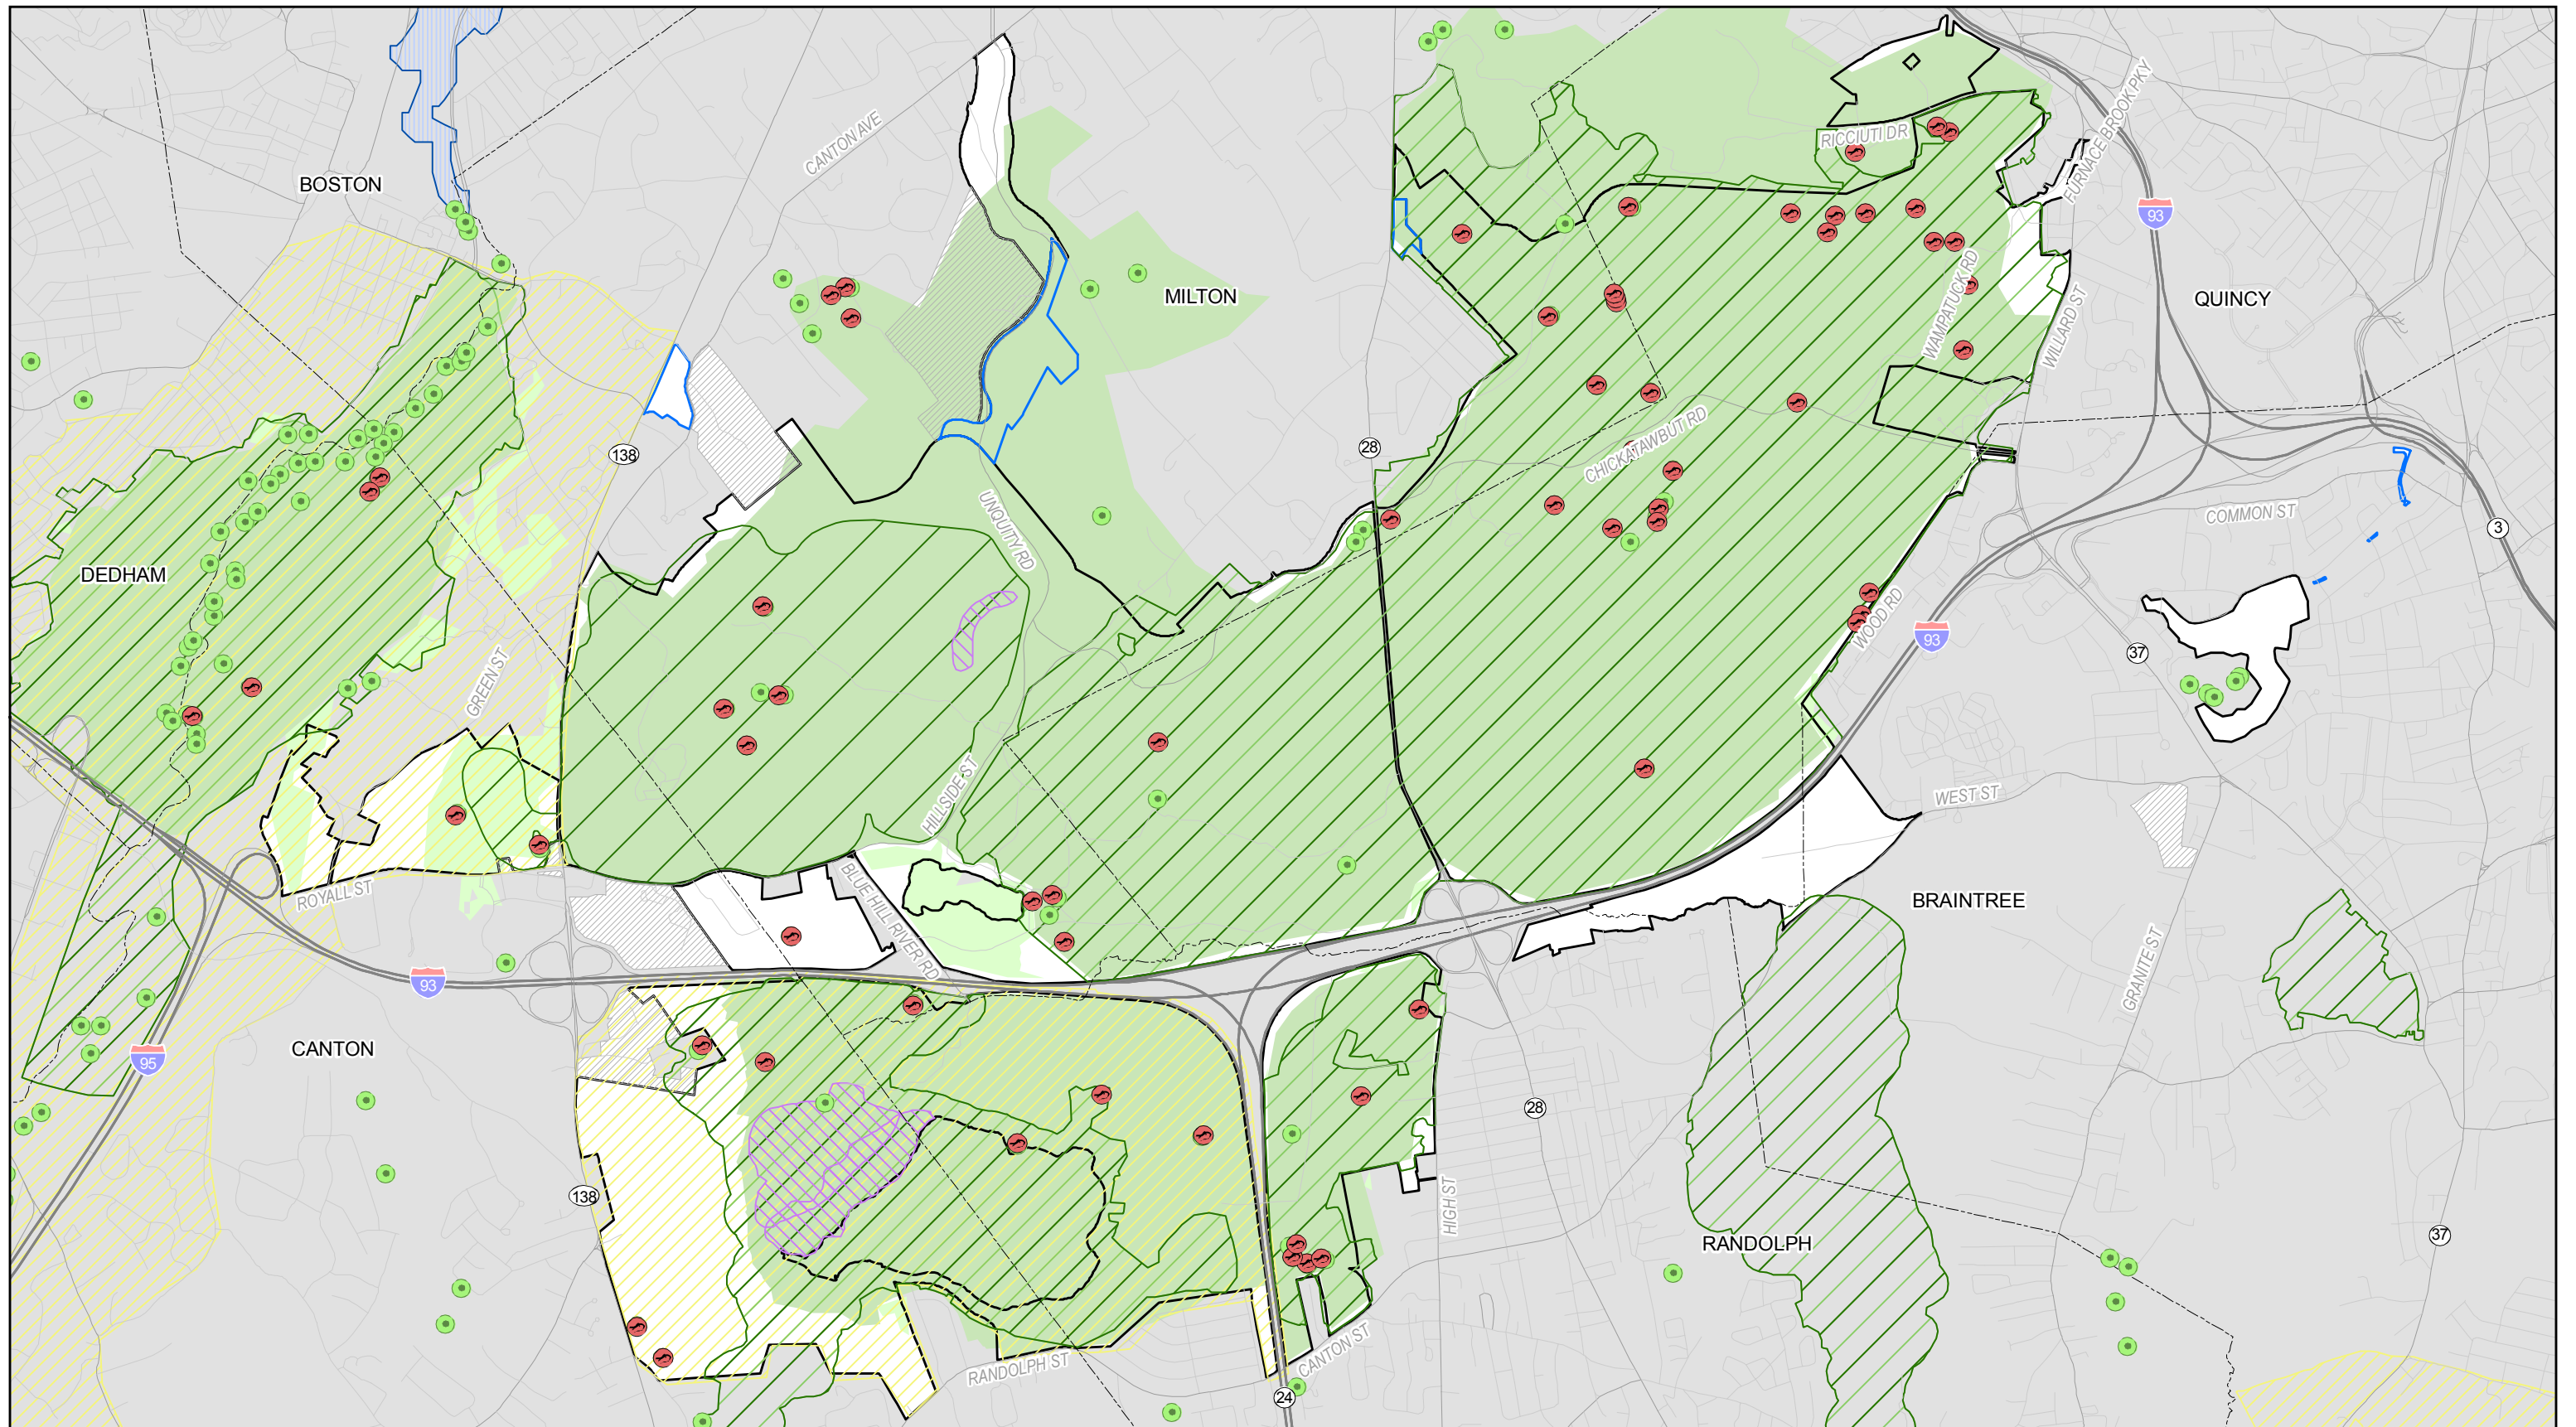 FURNACE BROOK PKY
CANTON AVE
RICCIUTI DR
BOSTON
93
MILTON
QUINCY
WAMPATUCK RD
WILLARD ST
138
28
CHICKATAWBUT RD
UNQUITY RD
COMMON ST
3
DEDHAM
WOOD RD
93
37
GREEN ST
HILLSIDE ST
WEST ST
ROYALL ST
BLUE HILL RIVER RD
BRAINTREE
GRANITE ST
93
CANTON
95
28
138
HIGH ST
RANDOLPH
37
RANDOLPH ST
CANTON ST
24